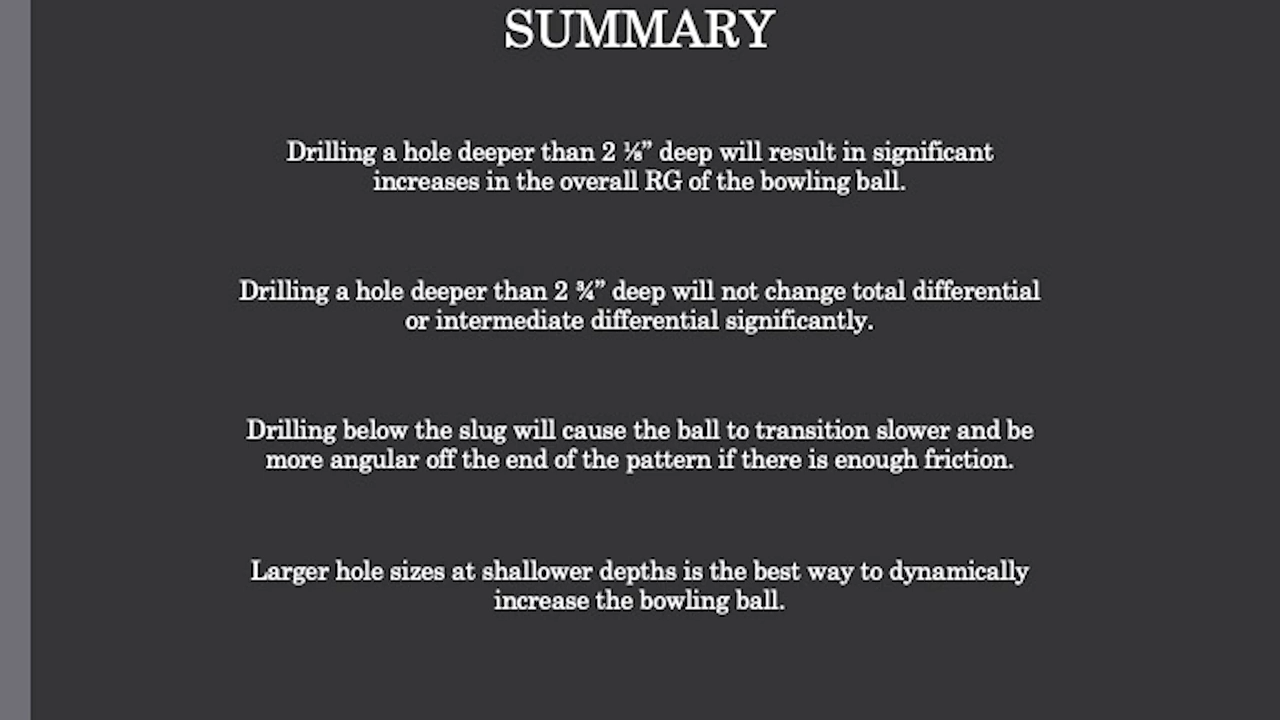 SUMMARY
Drilling a hole deeper than 2 ⅛” deep will result in significant
increases in the overall RG of the bowling ball.
Drilling a hole deeper than 2 ¾” deep will not change total differential
or intermediate differential significantly.
Drilling below the slug will cause the ball to transition slower and be
more angular off the end of the pattern if there is enough friction.
Larger hole sizes at shallower depths is the best way to dynamically
increase the bowling ball.